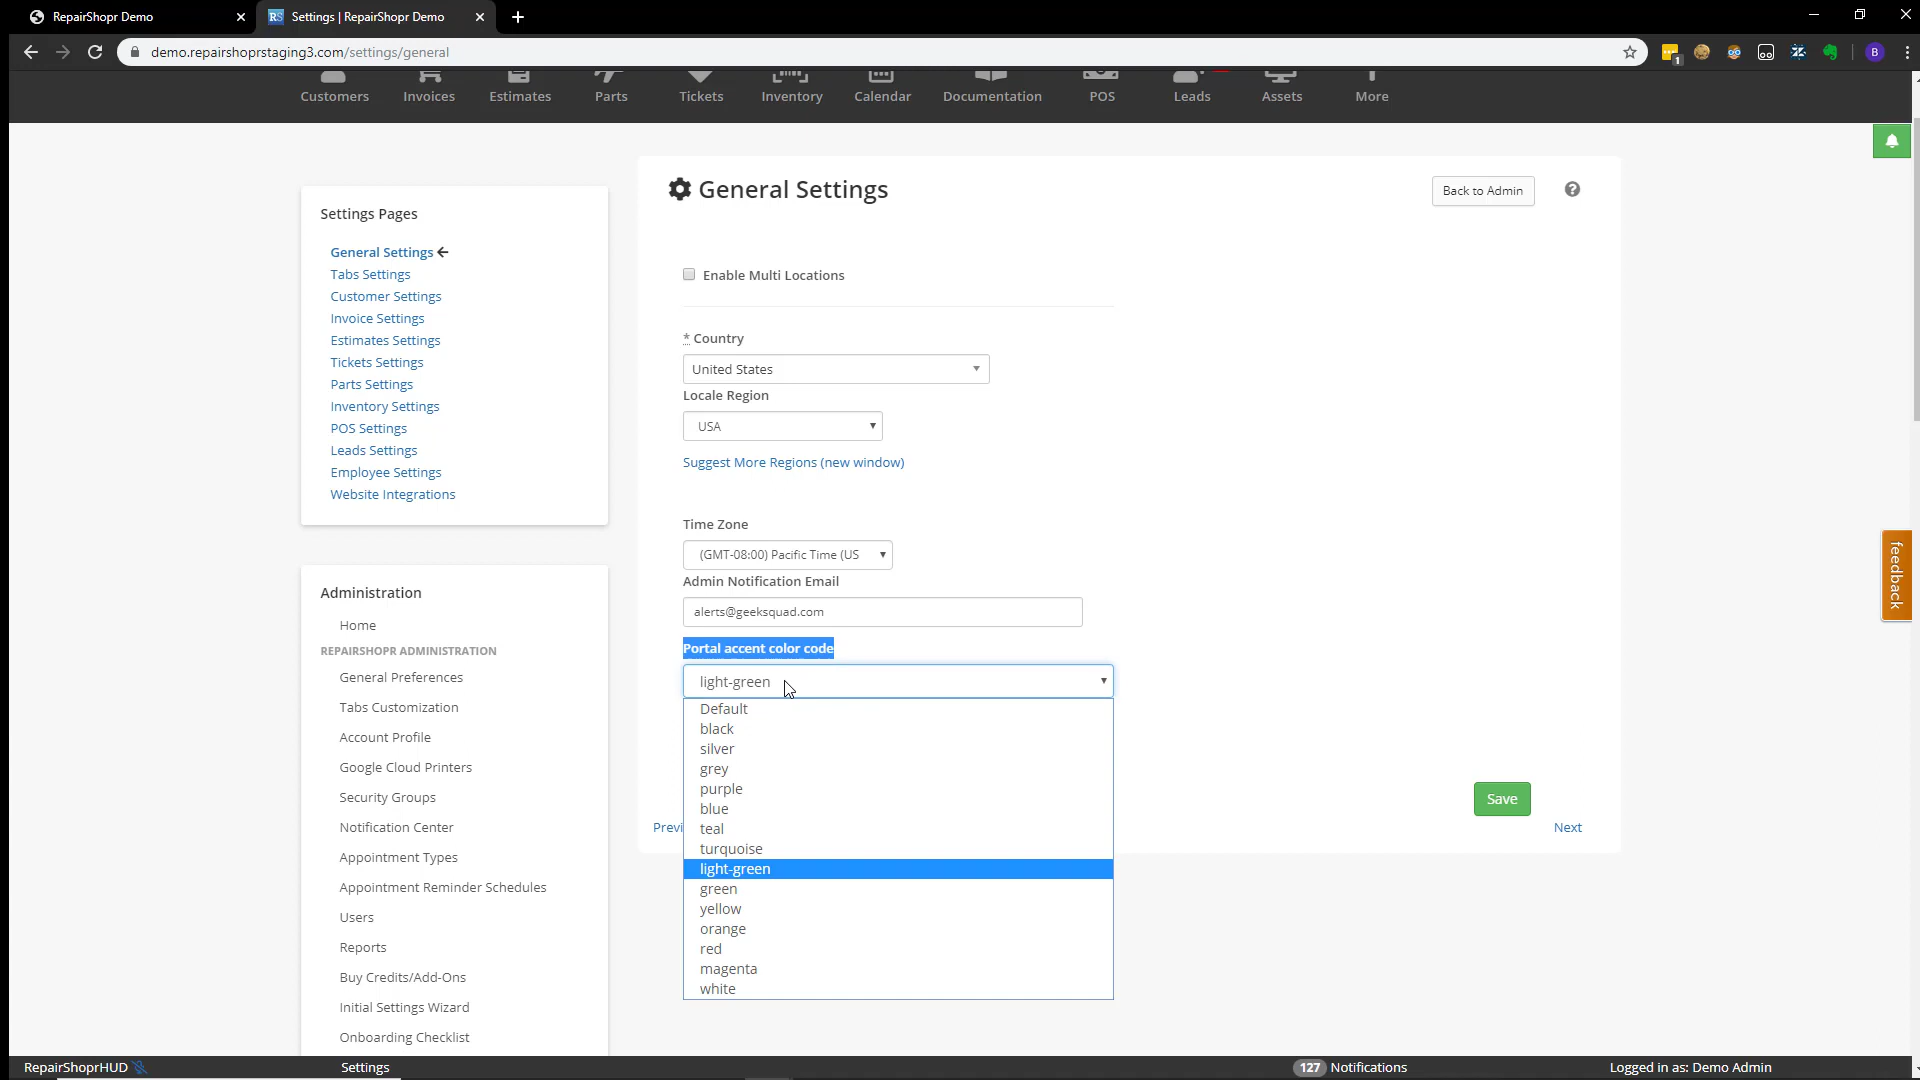 RepairShopr Demo
RS Settings | RepairShopr Demo
demo.repairshoprstaging3.com/settings/general
1
B
Customers Invoices Estimates Parts Tickets Inventory Calendar Documentation POS Leads Assets More
General Settings
Back to Admin
Settings Pages
General Settings
Tabs Settings
Customer Settings
Invoice Settings
Estimates Settings
Tickets Settings
Parts Settings
Inventory Settings
POS Settings
Leads Settings
Employee Settings
Website Integrations
Enable Multi Locations
* Country
United States
Locale Region
USA
Suggest More Regions (new window)
Time Zone
(GMT-08:00) Pacific Time (US
Admin Notification Email
alerts@geeksquad.com
Portal accent color code
light-green
Default
black
silver
grey
purple
blue
teal
turquoise
light-green
green
yellow
orange
red
magenta
white
Save
Previ
Next
feedback
Administration
Home
REPAIRSHOPR ADMINISTRATION
General Preferences
Tabs Customization
Account Profile
Google Cloud Printers
Security Groups
Notification Center
Appointment Types
Appointment Reminder Schedules
Users
Reports
Buy Credits/Add-Ons
Initial Settings Wizard
Onboarding Checklist
RepairShoprHUD
Settings
127 Notifications
Logged in as: Demo Admin